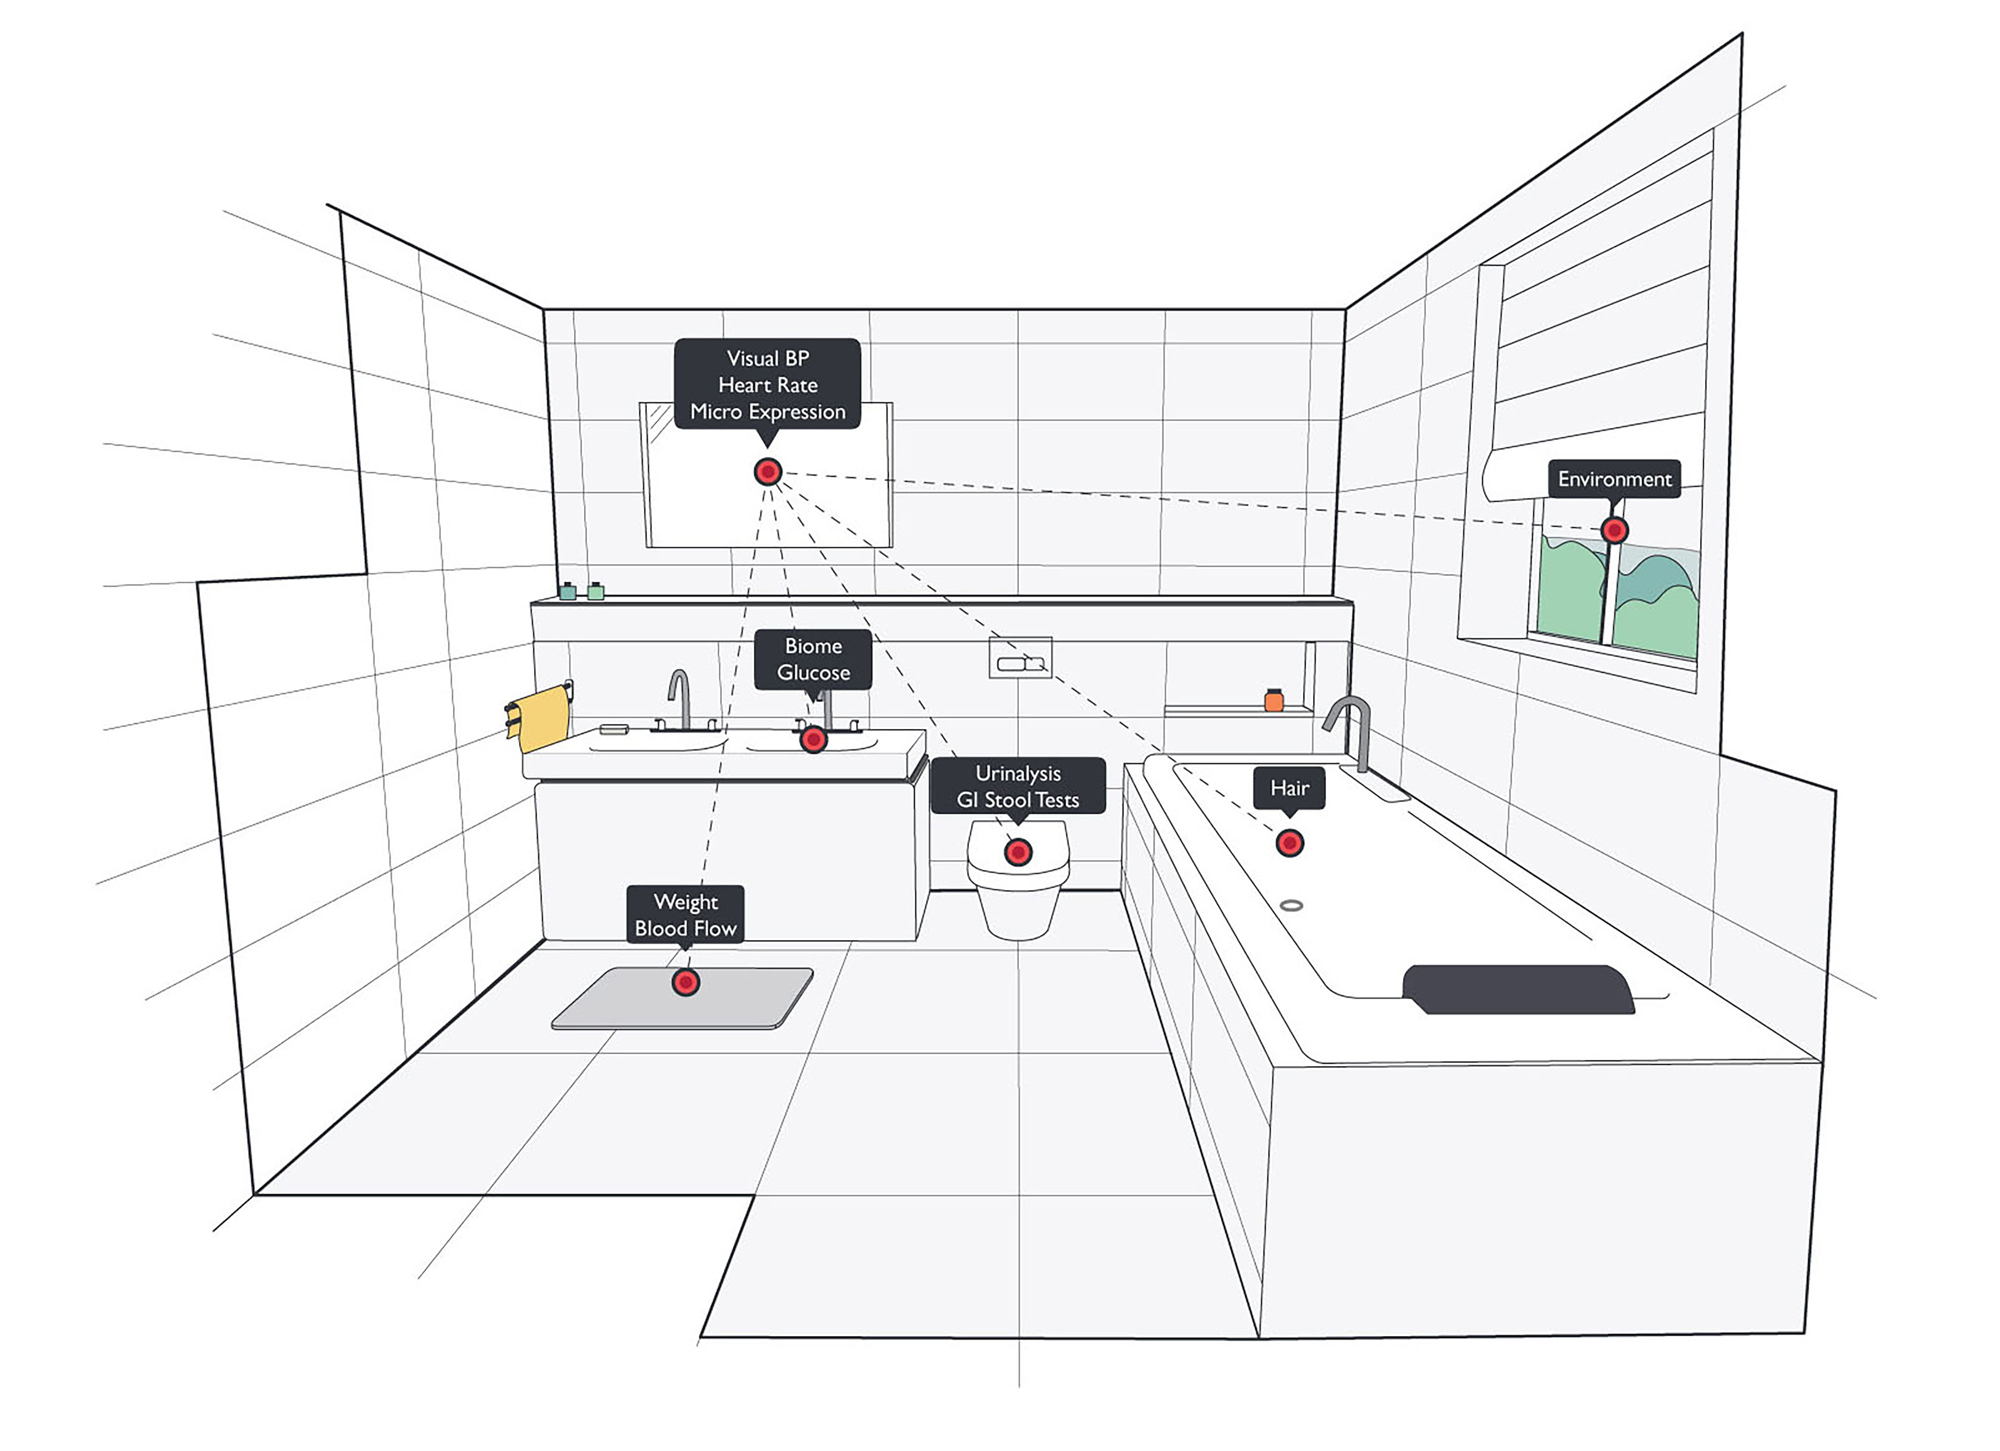 Visual BP
Heart Rate
Micro Expression
Environment
Biome
Glucose
Urinalysis
GI Stool Tests
Hair
Weight
Blood Flow